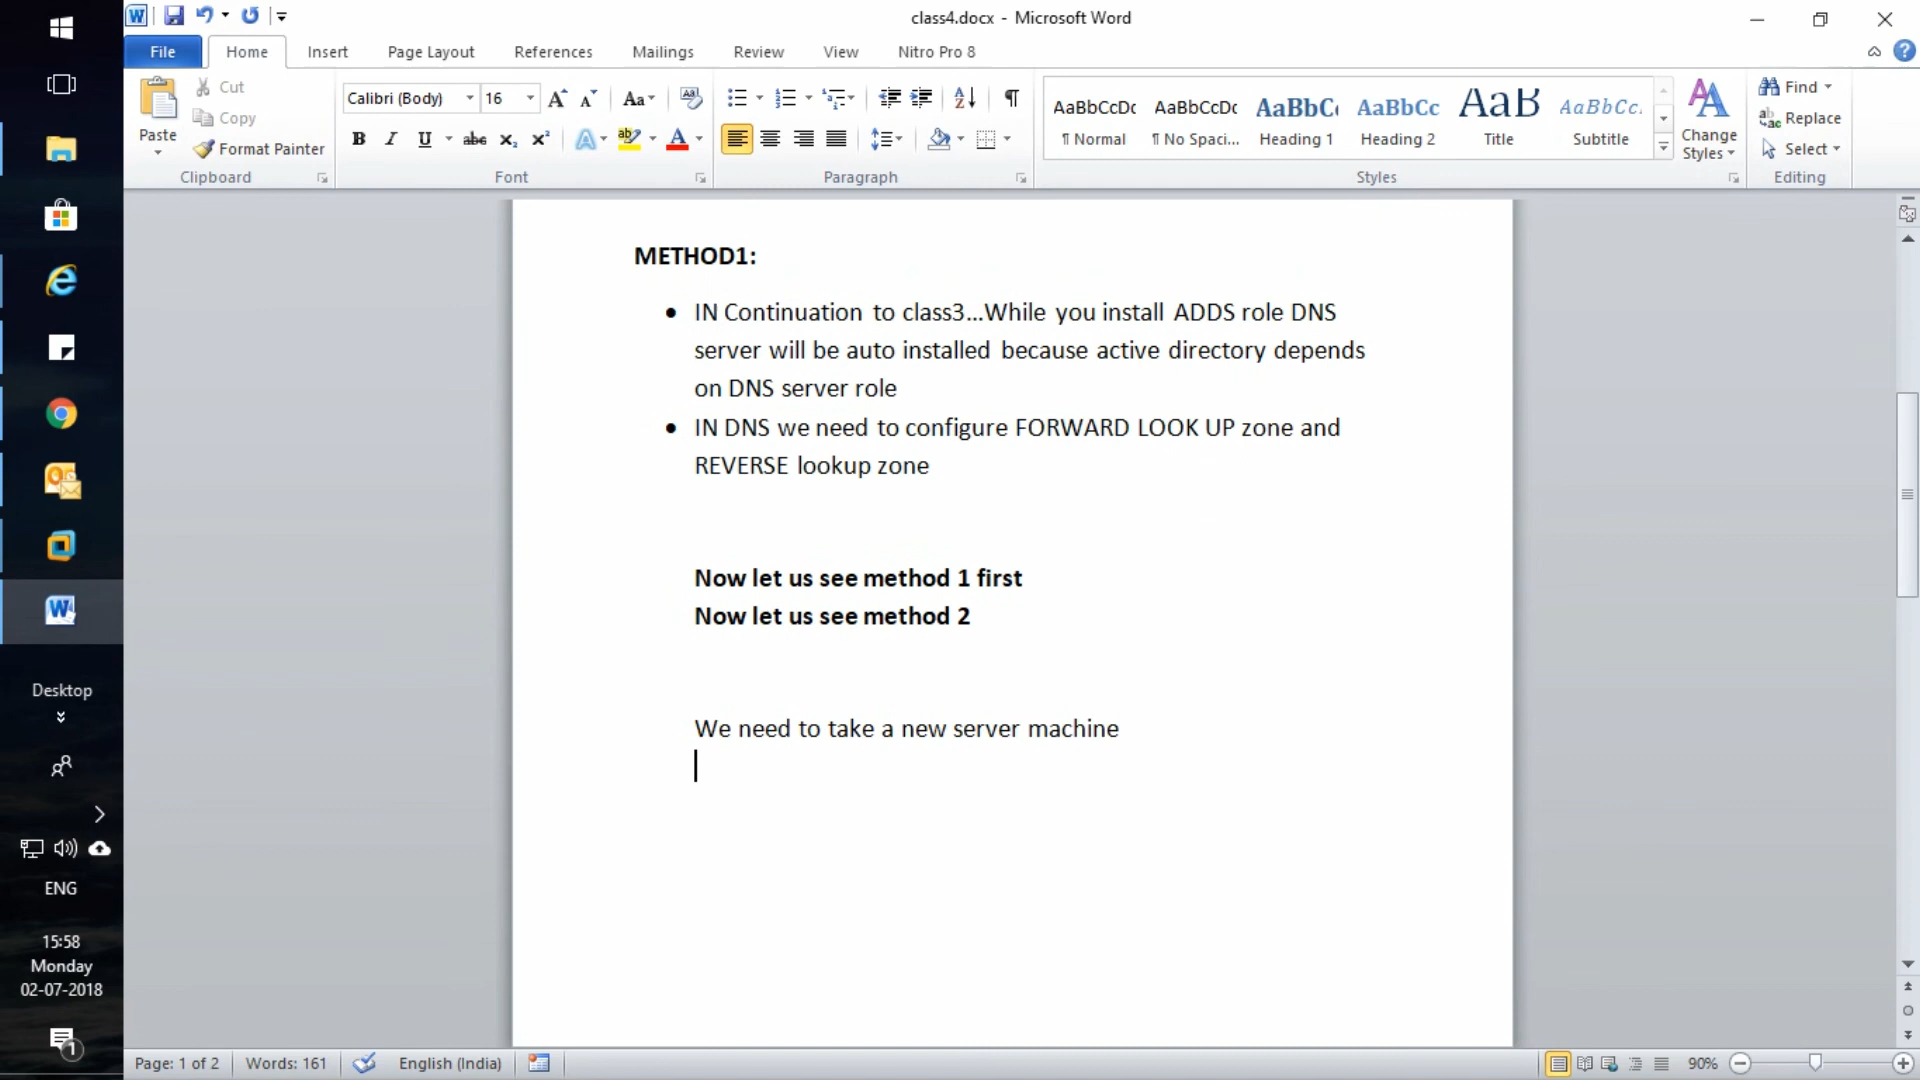 class4.docx - Microsoft Word
File Home Insert Page Layout References Mailings Review View Nitro Pro 8
Paste
Cut
Copy
Format Painter
Clipboard
Calibri (Body) 16
Font
Paragraph
AaBbCcDc AaBbCcDc AaBbC AaBbCc AaB AaBbCc.
¶ Normal ¶ No Spaci... Heading 1 Heading 2 Title Subtitle
Styles
Change
Styles
Find
Replace
Select
Editing
METHOD1:
• IN Continuation to class3...While you install ADDS role DNS
server will be auto installed because active directory depends
on DNS server role
• IN DNS we need to configure FORWARD LOOK UP zone and
REVERSE lookup zone
Now let us see method 1 first
Now let us see method 2
We need to take a new server machine
Desktop
ENG
15:58
Monday
02-07-2018
1
Page: 1 of 2 Words: 161 English (India) 90%